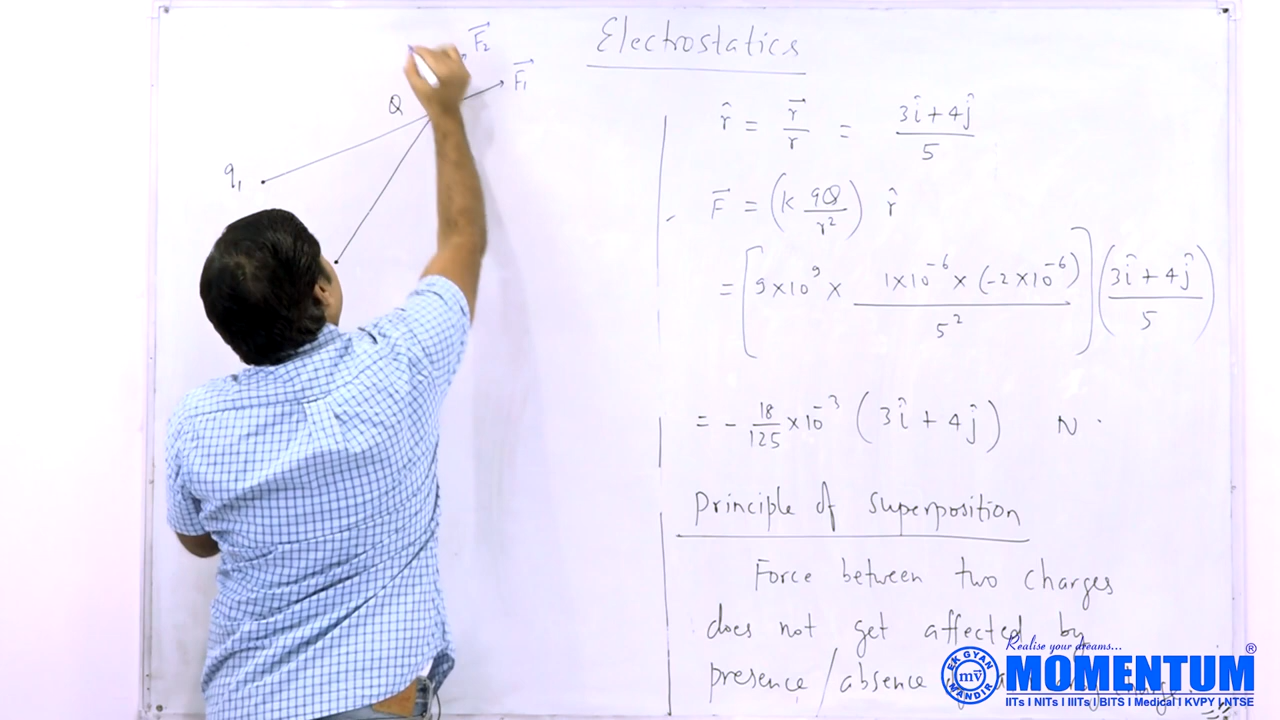 Electrostatics
F⃗₂
F⃗₁
Q
q₁
r̂ = r⃗/r = (3î + 4ĵ)/5
F⃗ = (k qQ/r²) r̂
= [9×10⁹ × 1×10⁻⁶ × (-2×10⁻⁶) / 5²] ((3î + 4ĵ)/5)
= - 18/125 ×10⁻³ (3î + 4ĵ) N.
Principle of superposition
Force between two charges
does not get affected by
presence / absence
Realise your dreams...
EK GYAN MANDIR
mv⃗
MOMENTUM®
IITs I NITs I IIITs I BITS I Medical I KVPY I NTSE